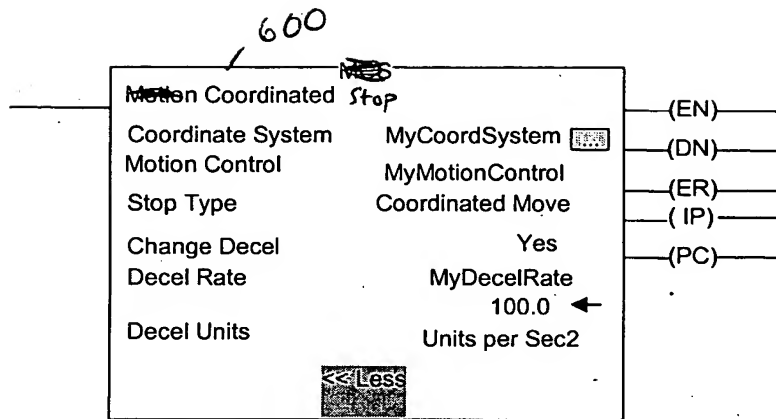 600
Motion Coordinated Stop
Coordinate System MyCoordSystem
Motion Control MyMotionControl
Stop Type Coordinated Move
Change Decel Yes
Decel Rate MyDecelRate
100.0
Decel Units Units per Sec2
<< Less
(EN)
(DN)
(ER)
(IP)
(PC)